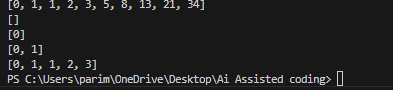 [0, 1, 1, 2, 3, 5, 8, 13, 21, 34]
[]
[0]
[0, 1]
[0, 1, 1, 2, 3]
PS C:\Users\parim\OneDrive\Desktop\Ai Assisted coding>